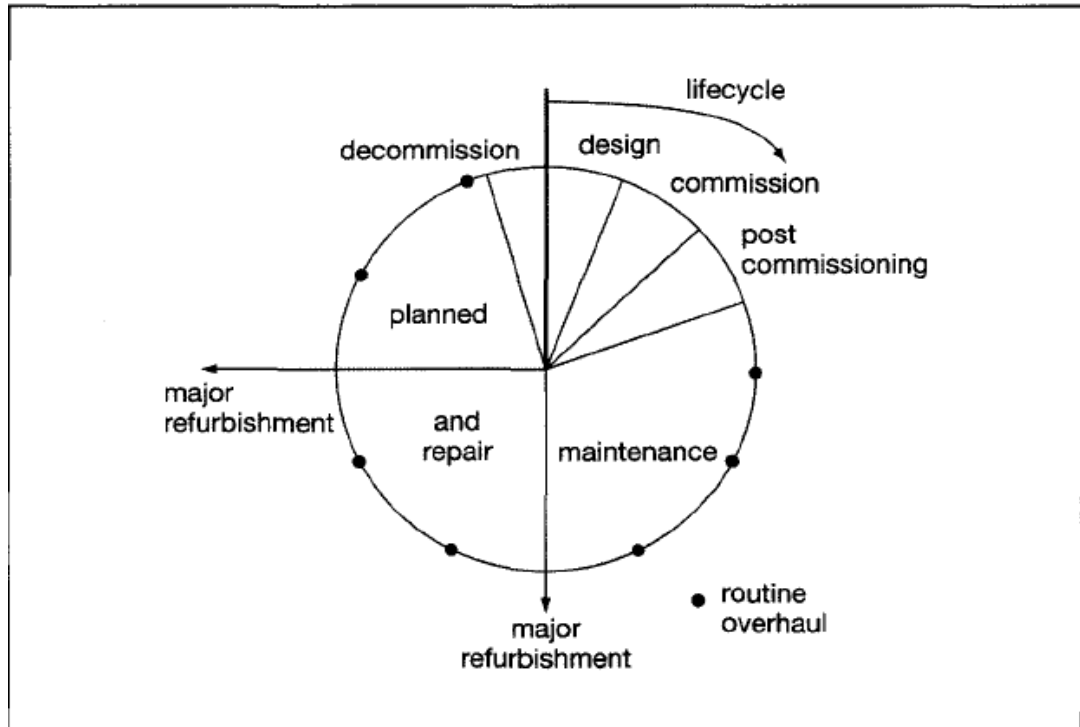 lifecycle
decommission
design
commission
post
commissioning
planned
major
refurbishment
and
repair
maintenance
routine
overhaul
major
refurbishment